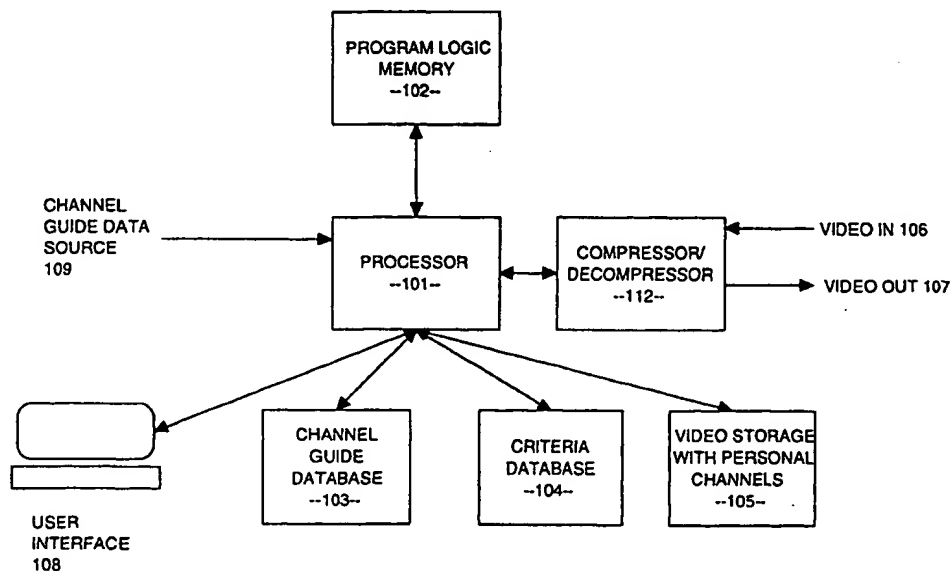 PROGRAM LOGIC
MEMORY
--102--
CHANNEL
GUIDE DATA
SOURCE
109
PROCESSOR
--101--
COMPRESSOR/
DECOMPRESSOR
--112--
VIDEO IN 106
VIDEO OUT 107
USER
INTERFACE
108
CHANNEL
GUIDE
DATABASE
--103--
CRITERIA
DATABASE
--104--
VIDEO STORAGE
WITH PERSONAL
CHANNELS
--105--